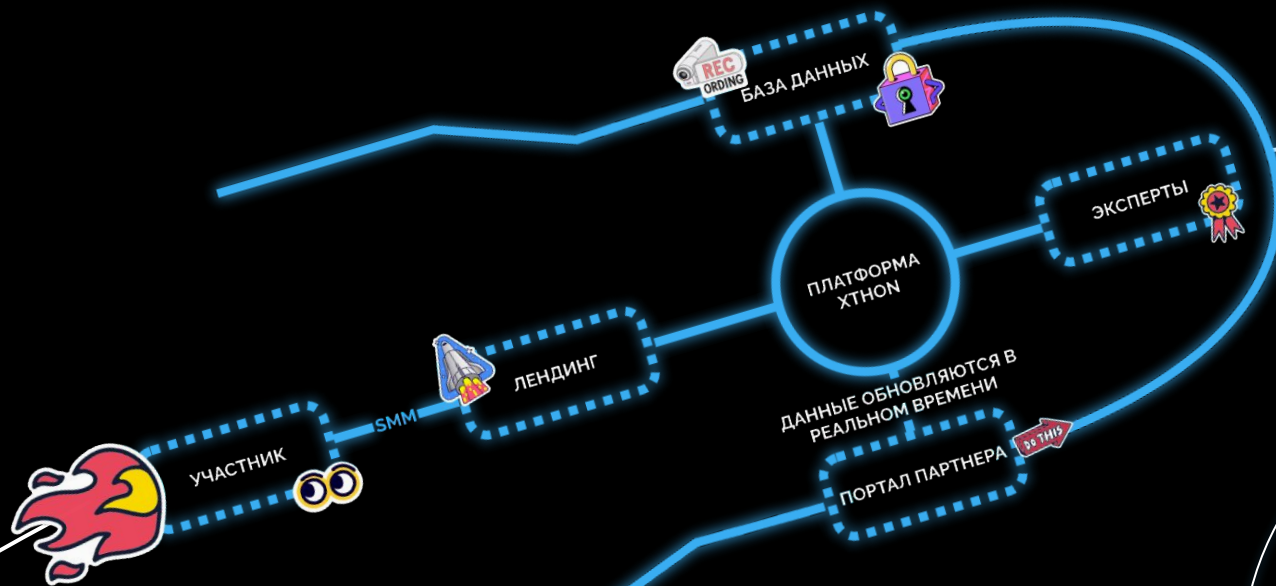 REC
ORDING
БАЗА ДАННЫХ
ЭКСПЕРТЫ
ПЛАТФОРМА
XTHON
ЛЕНДИНГ
SMM
УЧАСТНИК
ДАННЫЕ ОБНОВЛЯЮТСЯ В
РЕАЛЬНОМ ВРЕМЕНИ
ПОРТАЛ ПАРТНЕРА
DO THIS